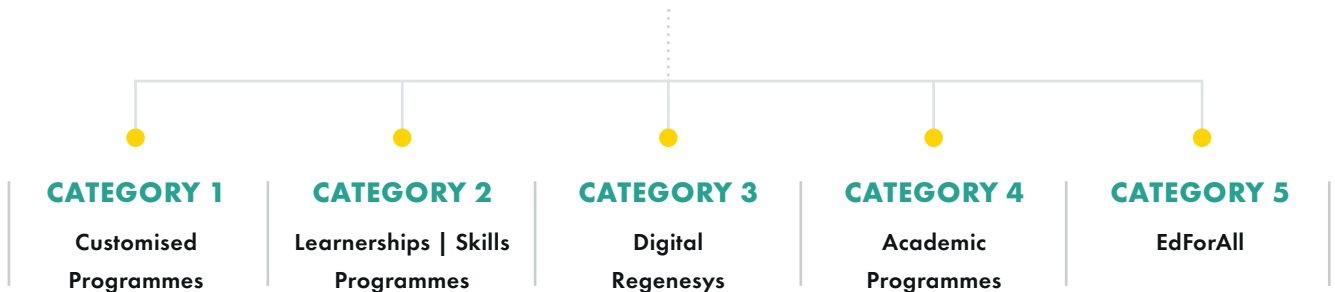 CATEGORY 1
Customised
Programmes
CATEGORY 2
Learnerships | Skills
Programmes
CATEGORY 3
Digital
Regenesys
CATEGORY 4
Academic
Programmes
CATEGORY 5
EdForAll